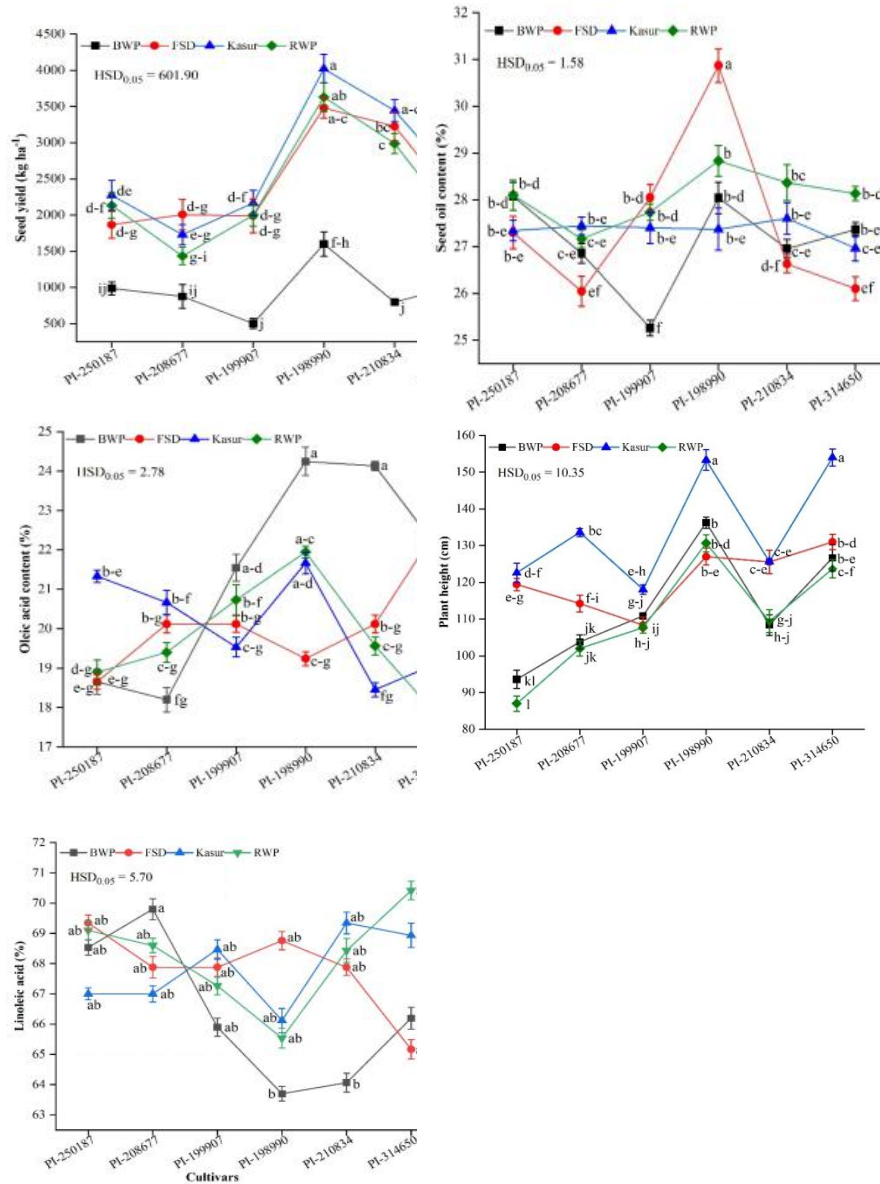 BWP FSD Kasur RWP
HSD0.05 = 601.90
Seed yield (kg ha-1)
4500
4000
3500
3000
2500
2000
1500
1000
500
a
ab
a-c
a-c
bc
c
de
d-f
d-g
d-g
e-g
g-i
d-f
d-g
d-g
f-h
ij
ij
j
j
PI-250187
PI-208677
PI-199907
PI-198990
PI-210834
BWP FSD Kasur RWP
HSD0.05 = 1.58
Seed oil content (%)
32
31
30
29
28
27
26
25
a
b
bc
b-d
b-d
b-d
b-d
b-d
b-d
b-e
b-e
b-e
b-e
b-e
b-e
b-e
c-e
c-e
c-e
c-e
d-f
ef
ef
f
PI-250187
PI-208677
PI-199907
PI-198990
PI-210834
PI-314650
BWP FSD Kasur RWP
HSD0.05 = 2.78
Oleic acid content (%)
25
24
23
22
21
20
19
18
17
a
a
b-e
b-f
a-d
a-c
a-d
b-f
b-g
b-g
b-g
c-g
c-g
c-g
c-g
d-g
e-g
e-g
fg
fg
PI-250187
PI-208677
PI-199907
PI-198990
PI-210834
BWP FSD Kasur RWP
HSD0.05 = 10.35
Plant height (cm)
160
150
140
130
120
110
100
90
80
a
a
bc
b
b-d
b-e
b-d
b-e
c-f
c-e
c-e
d-f
e-g
f-i
e-h
g-j
h-j
ij
g-j
h-j
jk
jk
kl
l
PI-250187
PI-208677
PI-199907
PI-198990
PI-210834
PI-314650
BWP FSD Kasur RWP
HSD0.05 = 5.70
Linoleic acid (%)
72
71
70
69
68
67
66
65
64
63
ab
ab
ab
ab
a
ab
ab
ab
ab
ab
ab
ab
ab
ab
ab
b
ab
ab
ab
b
PI-250187
PI-208677
PI-199907
PI-198990
PI-210834
PI-314650
Cultivars